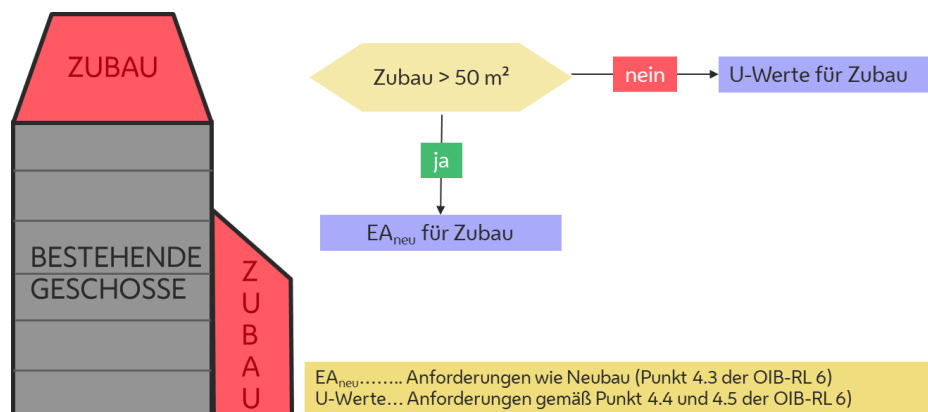 ZUBAU
BESTEHENDE
GESCHOSSE
ZUBAU
Zubau > 50 m²
nein
U-Werte für Zubau
ja
EAneu für Zubau
EAneu........ Anforderungen wie Neubau (Punkt 4.3 der OIB-RL 6)
U-Werte... Anforderungen gemäß Punkt 4.4 und 4.5 der OIB-RL 6)